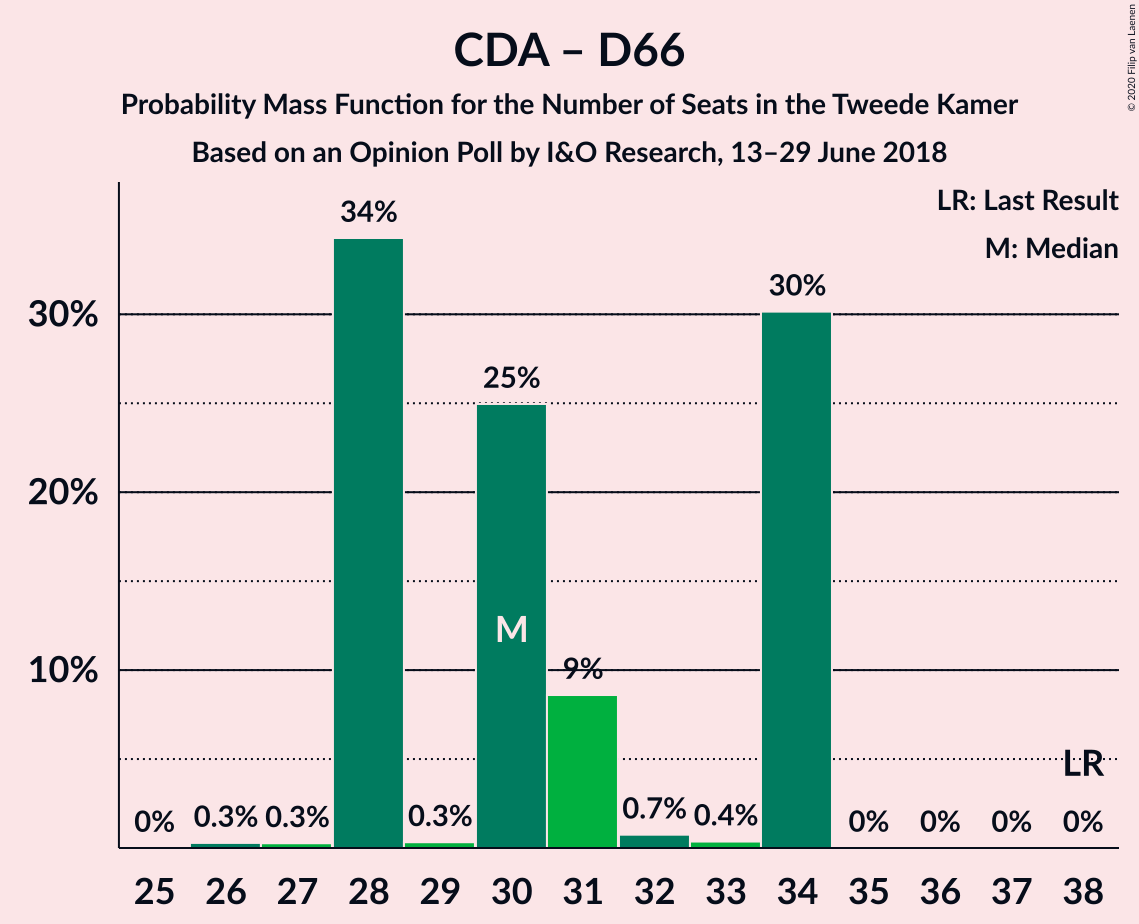 CDA – D66
Probability Mass Function for the Number of Seats in the Tweede Kamer
Based on an Opinion Poll by I&O Research, 13–29 June 2018
© 2020 Filip van Laenen
LR: Last Result
M: Median
34%
30%
30%
25%
20%
M
10%
9%
LR
0% 0.3% 0.3% 0.3% 0.7% 0.4% 0% 0% 0% 0%
25 26 27 28 29 30 31 32 33 34 35 36 37 38